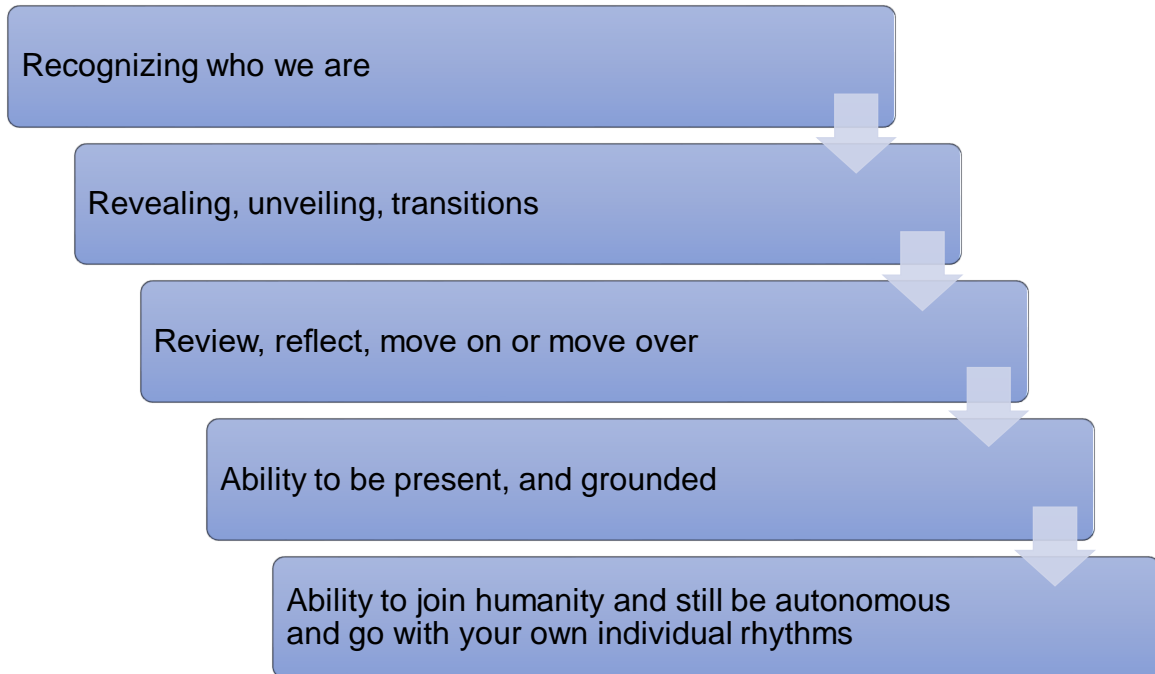 Recognizing who we are
Revealing, unveiling, transitions
Review, reflect, move on or move over
Ability to be present, and grounded
Ability to join humanity and still be autonomous
and go with your own individual rhythms